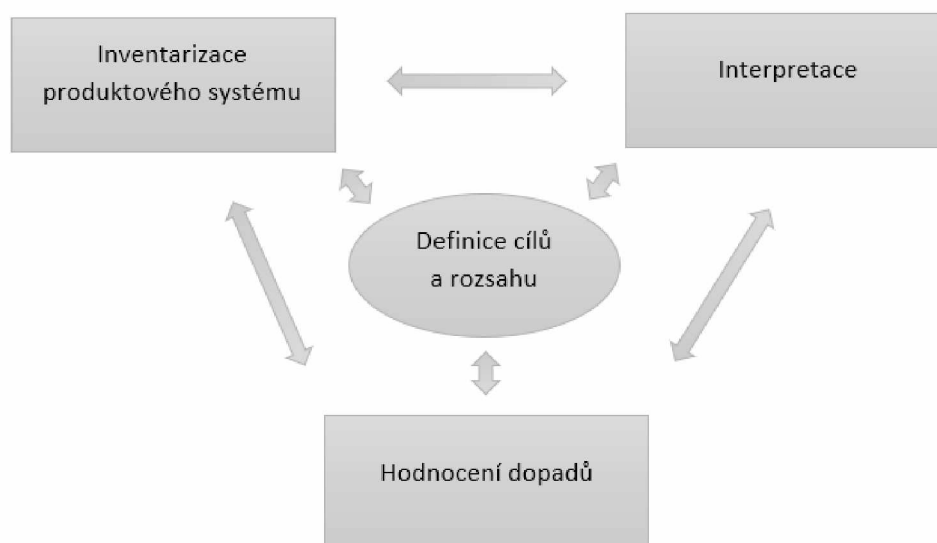 Inventarizace
produktového systému
Interpretace
Definice cílů
a rozsahu
Hodnocení dopadů